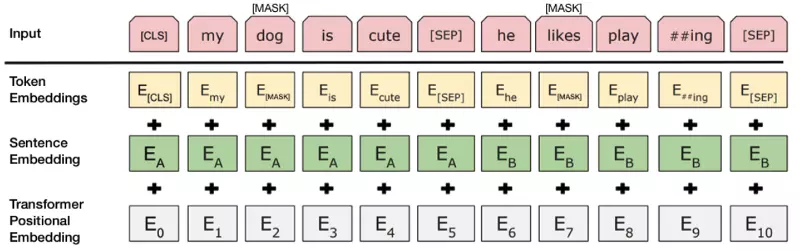 [MASK] [MASK]
Input [CLS] my dog is cute [SEP] he likes play ##ing [SEP]
Token
Embeddings
E[CLS] Emy E[MASK] Eis Ecute E[SEP] Ehe E[MASK] Eplay E##ing E[SEP]
+ + + + + + + + + + +
Sentence
Embedding
EA EA EA EA EA EA EB EB EB EB EB
+ + + + + + + + + + +
Transformer
Positional
Embedding
E0 E1 E2 E3 E4 E5 E6 E7 E8 E9 E10